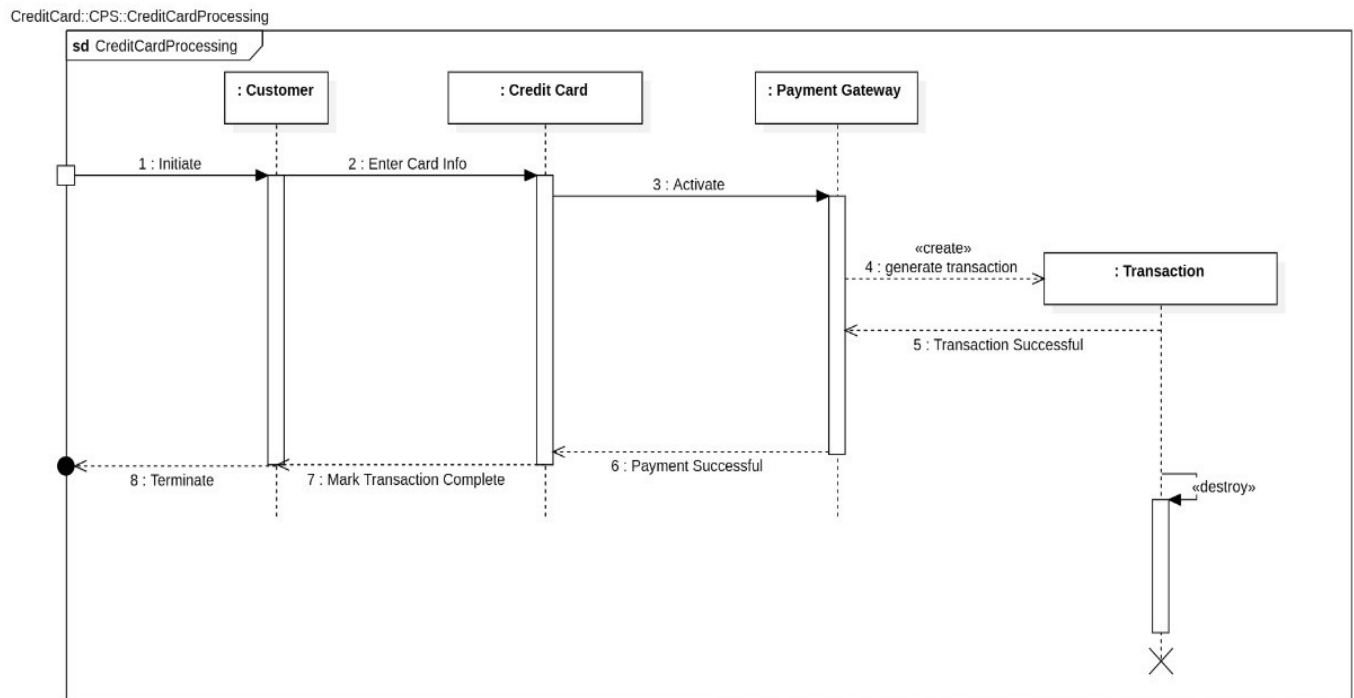 CreditCard::CPS::CreditCardProcessing
sd CreditCardProcessing
: Customer
: Credit Card
: Payment Gateway
1 : Initiate
2 : Enter Card Info
3 : Activate
«create»
4 : generate transaction
: Transaction
5 : Transaction Successful
6 : Payment Successful
7 : Mark Transaction Complete
8 : Terminate
«destroy»